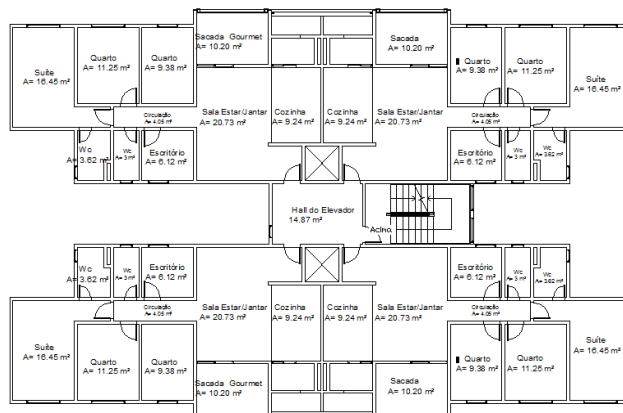 Sacada Gourmet
A= 10.20 m²
Sacada
A= 10.20 m²
Quarto
A= 11.25 m²
Quarto
A= 9.38 m²
Quarto
A= 9.38 m²
Quarto
A= 11.25 m²
Suíte
A= 16.45 m²
Suíte
A= 16.45 m²
Circulação
A= 4.05 m²
Sala Estar/Jantar
A= 20.73 m²
Cozinha
A= 9.24 m²
Cozinha
A= 9.24 m²
Sala Estar/Jantar
A= 20.73 m²
Circulação
A= 4.05 m²
Wc
A= 3.62 m²
Wc
A= 3 m²
Escritório
A= 6.12 m²
Escritório
A= 6.12 m²
Wc
A= 3 m²
Wc
A= 3.62 m²
Hall do Elevador
14.87 m²
Wc
A= 3.62 m²
Wc
A= 3 m²
Escritório
A= 6.12 m²
Escritório
A= 6.12 m²
Wc
A= 3 m²
Wc
A= 3.62 m²
Circulação
A= 4.05 m²
Sala Estar/Jantar
A= 20.73 m²
Cozinha
A= 9.24 m²
Cozinha
A= 9.24 m²
Sala Estar/Jantar
A= 20.73 m²
Circulação
A= 4.05 m²
Suíte
A= 16.45 m²
Suíte
A= 16.45 m²
Quarto
A= 11.25 m²
Quarto
A= 9.38 m²
Quarto
A= 9.38 m²
Quarto
A= 11.25 m²
Sacada Gourmet
A= 10.20 m²
Sacada
A= 10.20 m²